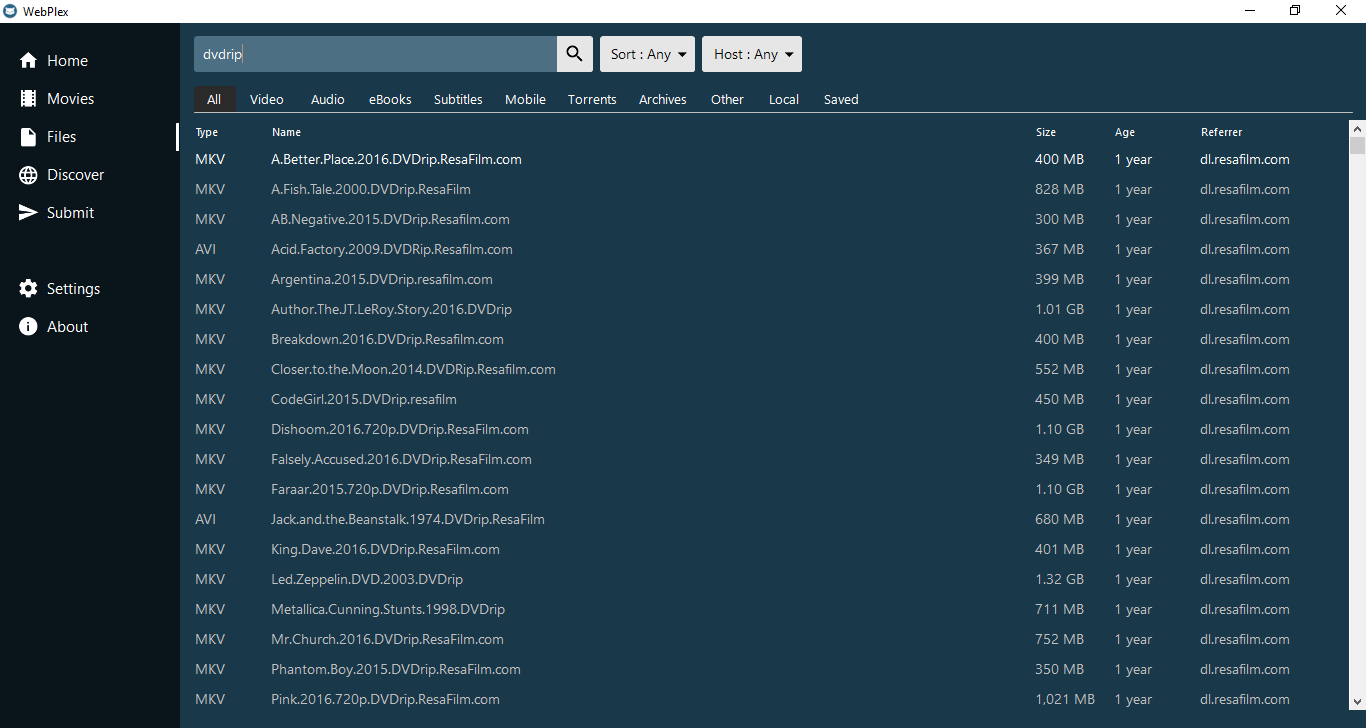 WebPlex
Home
Movies
Files
Discover
Submit
Settings
About
dvdrip Sort : Any Host : Any
All Video Audio eBooks Subtitles Mobile Torrents Archives Other Local Saved
Type Name Size Age Referrer
MKV A.Better.Place.2016.DVDrip.ResaFilm.com 400 MB 1 year dl.resafilm.com
MKV A.Fish.Tale.2000.DVDrip.ResaFilm 828 MB 1 year dl.resafilm.com
MKV AB.Negative.2015.DVDrip.Resafilm.com 300 MB 1 year dl.resafilm.com
AVI Acid.Factory.2009.DVDRip.Resafilm.com 367 MB 1 year dl.resafilm.com
MKV Argentina.2015.DVDrip.resafilm.com 399 MB 1 year dl.resafilm.com
MKV Author.The.JT.LeRoy.Story.2016.DVDrip 1.01 GB 1 year dl.resafilm.com
MKV Breakdown.2016.DVDrip.Resafilm.com 400 MB 1 year dl.resafilm.com
MKV Closer.to.the.Moon.2014.DVDRip.Resafilm.com 552 MB 1 year dl.resafilm.com
MKV CodeGirl.2015.DVDrip.resafilm 450 MB 1 year dl.resafilm.com
MKV Dishoom.2016.720p.DVDrip.ResaFilm.com 1.10 GB 1 year dl.resafilm.com
MKV Falsely.Accused.2016.DVDrip.ResaFilm.com 349 MB 1 year dl.resafilm.com
MKV Faraar.2015.720p.DVDrip.Resafilm.com 1.10 GB 1 year dl.resafilm.com
AVI Jack.and.the.Beanstalk.1974.DVDrip.ResaFilm 680 MB 1 year dl.resafilm.com
MKV King.Dave.2016.DVDrip.ResaFilm.com 401 MB 1 year dl.resafilm.com
MKV Led.Zeppelin.DVD.2003.DVDrip 1.32 GB 1 year dl.resafilm.com
MKV Metallica.Cunning.Stunts.1998.DVDrip 711 MB 1 year dl.resafilm.com
MKV Mr.Church.2016.DVDrip.ResaFilm.com 752 MB 1 year dl.resafilm.com
MKV Phantom.Boy.2015.DVDrip.ResaFilm.com 350 MB 1 year dl.resafilm.com
MKV Pink.2016.720p.DVDrip.ResaFilm.com 1,021 MB 1 year dl.resafilm.com